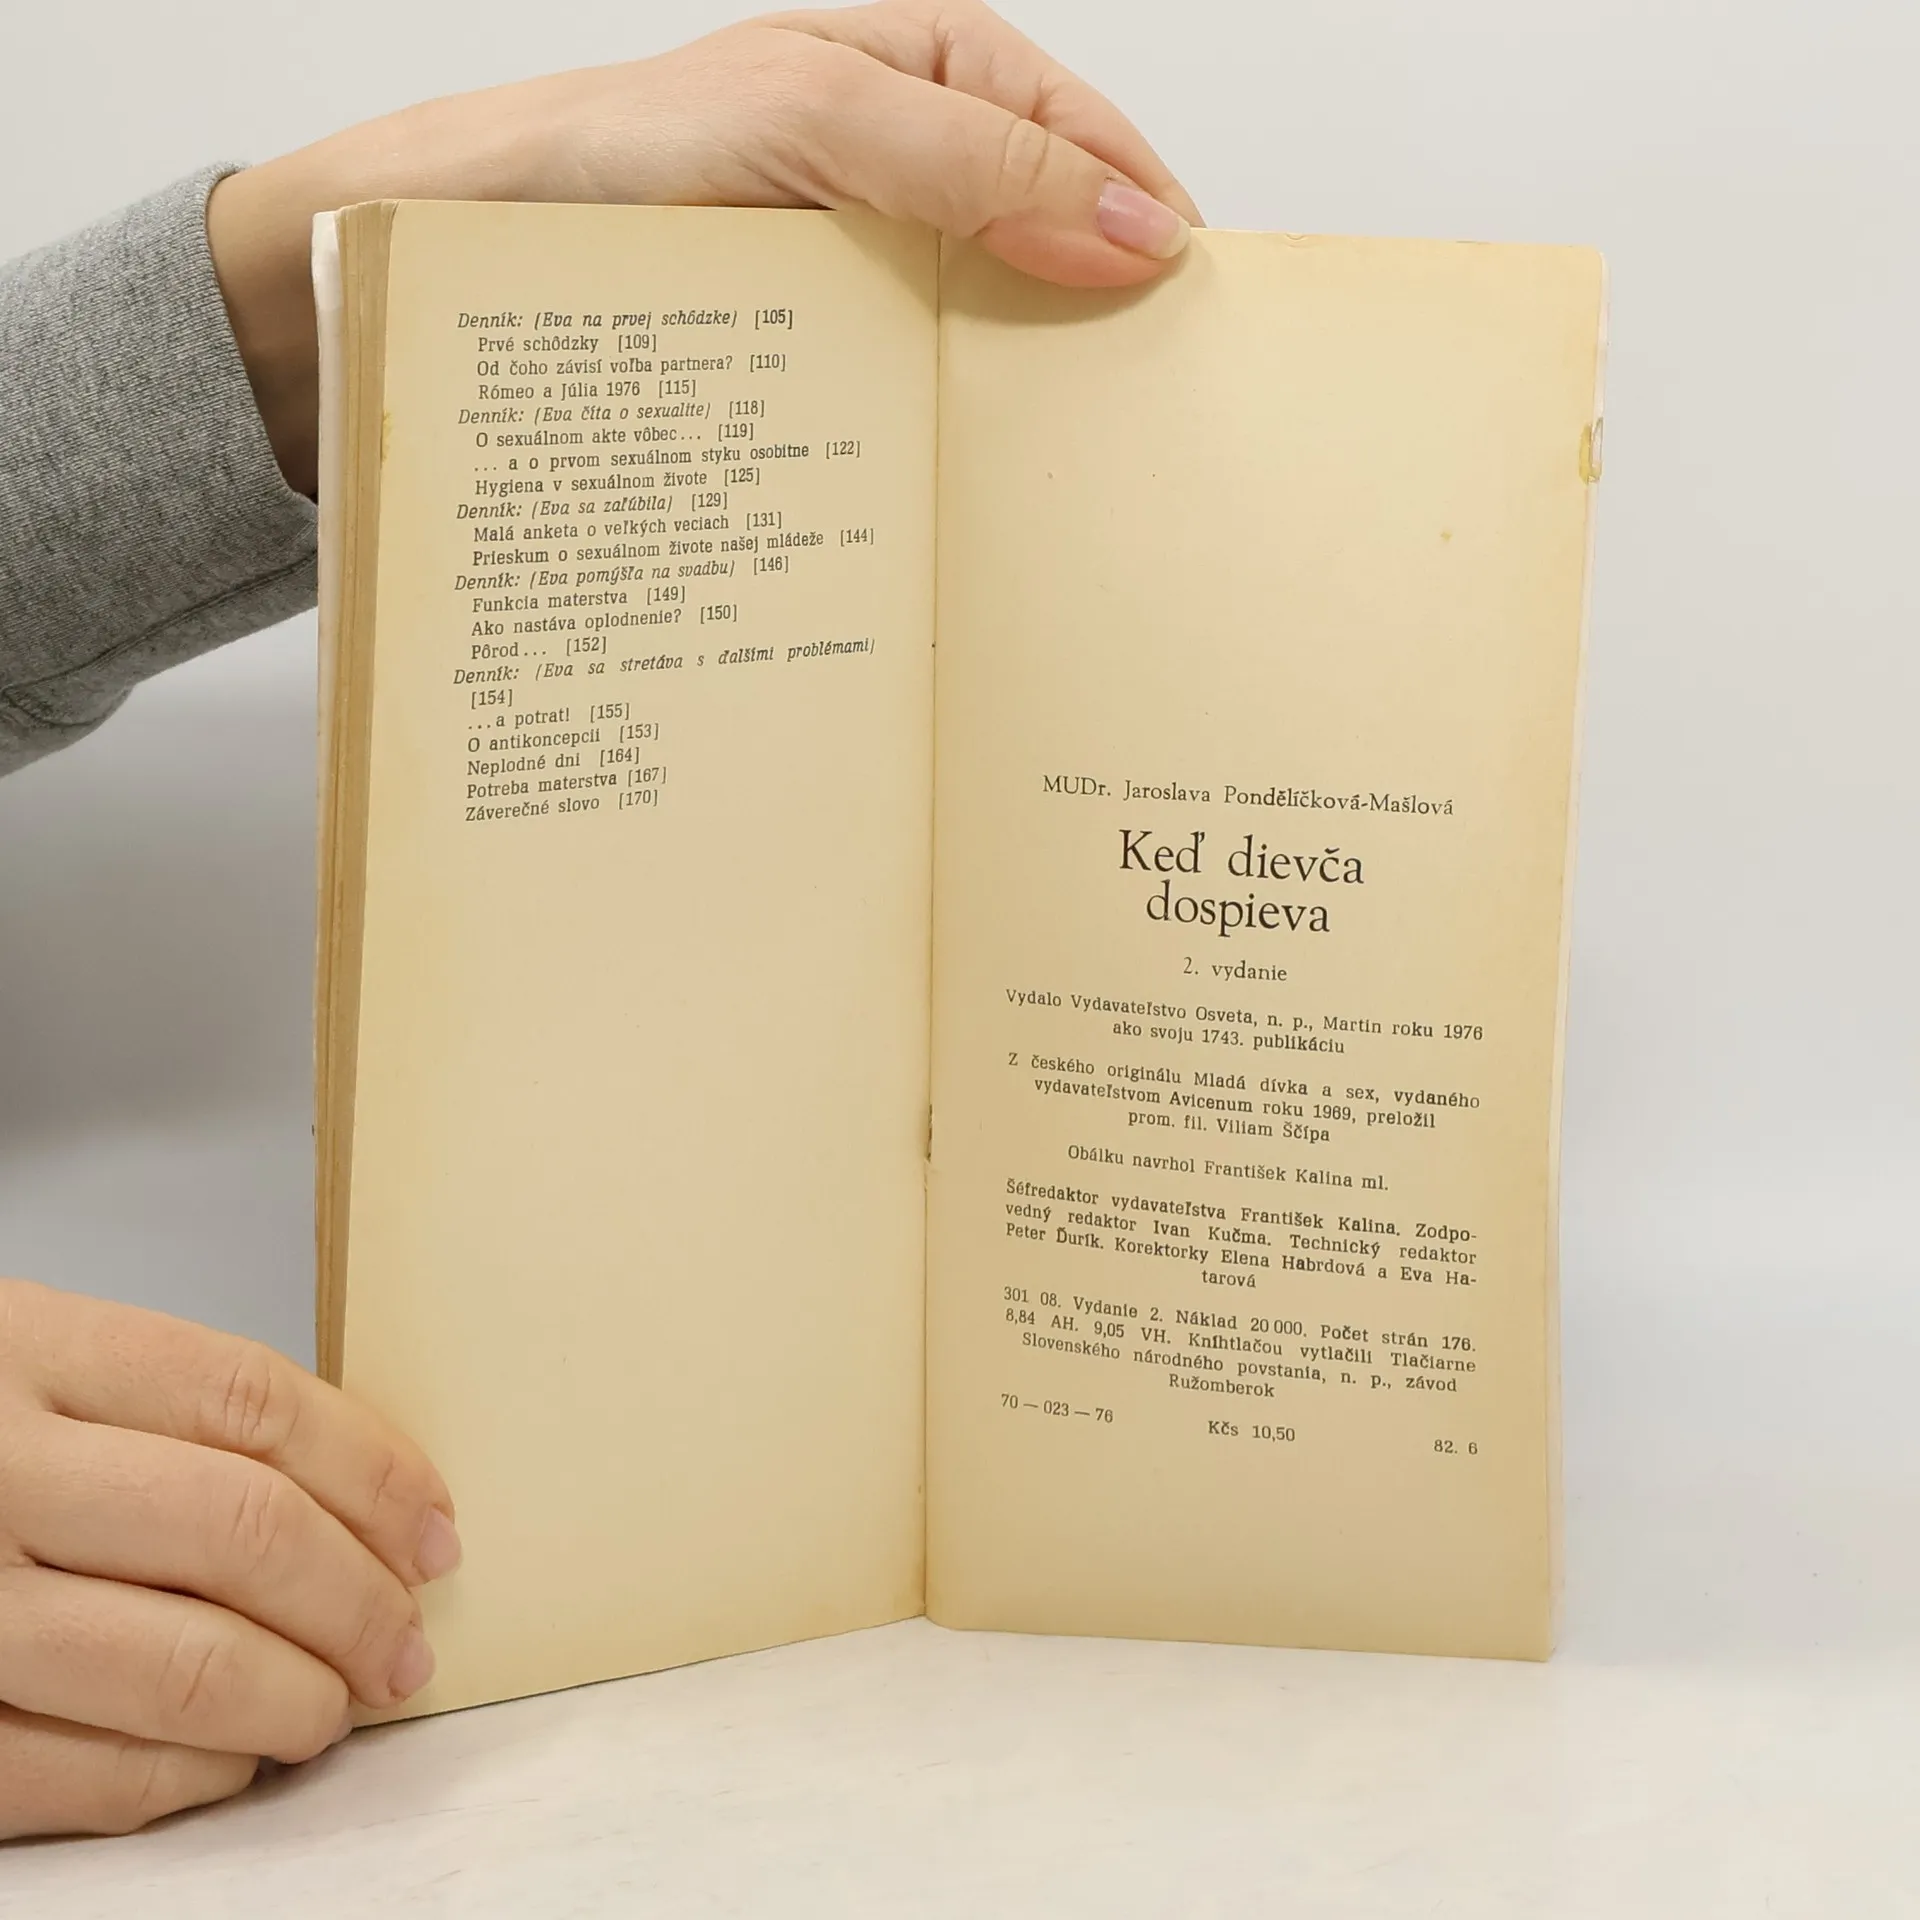 Denník: (Eva na prvej schôdzke) [105]
Prvé schôdzky [109]
Od čoho závisí voľba partnera? [110]
Rómeo a Júlia 1976 [115]
Denník: (Eva číta o sexualite) [118]
O sexuálnom akte vôbec... [119]
... a o prvom sexuálnom styku osobitne [122]
Hygiena v sexuálnom živote [125]
Denník: (Eva sa zaľúbila) [129]
Malá anketa o veľkých veciach [131]
Prieskum o sexuálnom živote našej mládeže [144]
Denník: (Eva pomýšľa na svadbu) [146]
Funkcia materstva [149]
Ako nastáva oplodnenie? [150]
Pôrod... [152]
Denník: (Eva sa stretáva s ďalšími problémami)
[154]
...a potrat! [155]
O antikoncepcii [153]
Neplodné dni [164]
Potreba materstva [167]
Záverečné slovo [170]
MUDr. Jaroslava Pondělíčková-Mašlová
Keď dievča
dospieva
2. vydanie
Vydalo Vydavateľstvo Osveta, n. p., Martin roku 1976
ako svoju 1743. publikáciu
Z českého originálu Mladá dívka a sex, vydaného
vydavateľstvom Avicenum roku 1969, preložil
prom. fil. Viliam Ščípa
Obálku navrhol František Kalina ml.
Šéfredaktor vydavateľstva František Kalina. Zodpo-
vedný redaktor Ivan Kučma. Technický redaktor
Peter Ďurík. Korektorky Elena Habrdová a Eva Ha-
tarová
301 08. Vydanie 2. Náklad 20 000. Počet strán 176.
8,84 AH. 9,05 VH. Kníhtlačou vytlačili Tlačiarne
Slovenského národného povstania, n. p., závod
Ružomberok
70 — 023 — 76 Kčs 10,50 82. 6